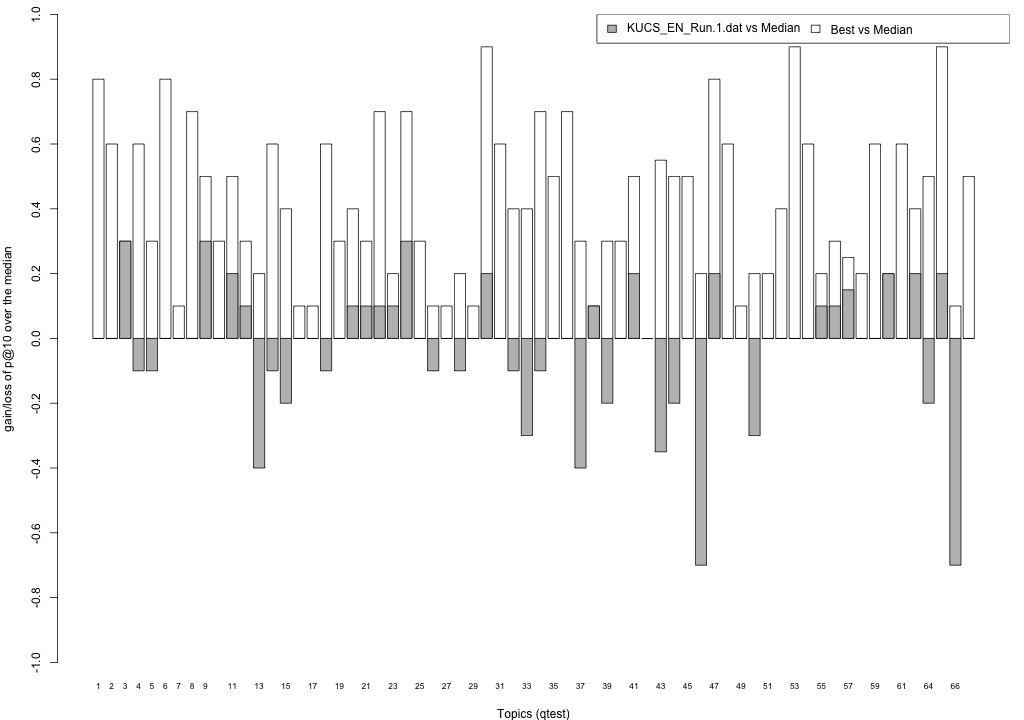 KUCS_EN_Run.1.dat vs Median
Best vs Median
gain/loss of p@10 over the median
1.0
0.8
0.6
0.4
0.2
0.0
-0.2
-0.4
-0.6
-0.8
-1.0
1 2 3 4 5 6 7 8 9 11 13 15 17 19 21 23 25 27 29 31 33 35 37 39 41 43 45 47 49 51 53 55 57 59 61 64 66
Topics (qtest)